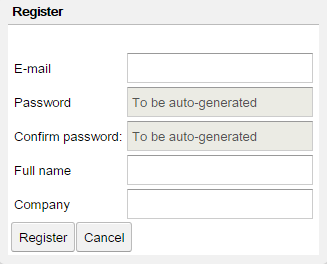 Register
E-mail
Password To be auto-generated
Confirm password: To be auto-generated
Full name
Company
Register Cancel